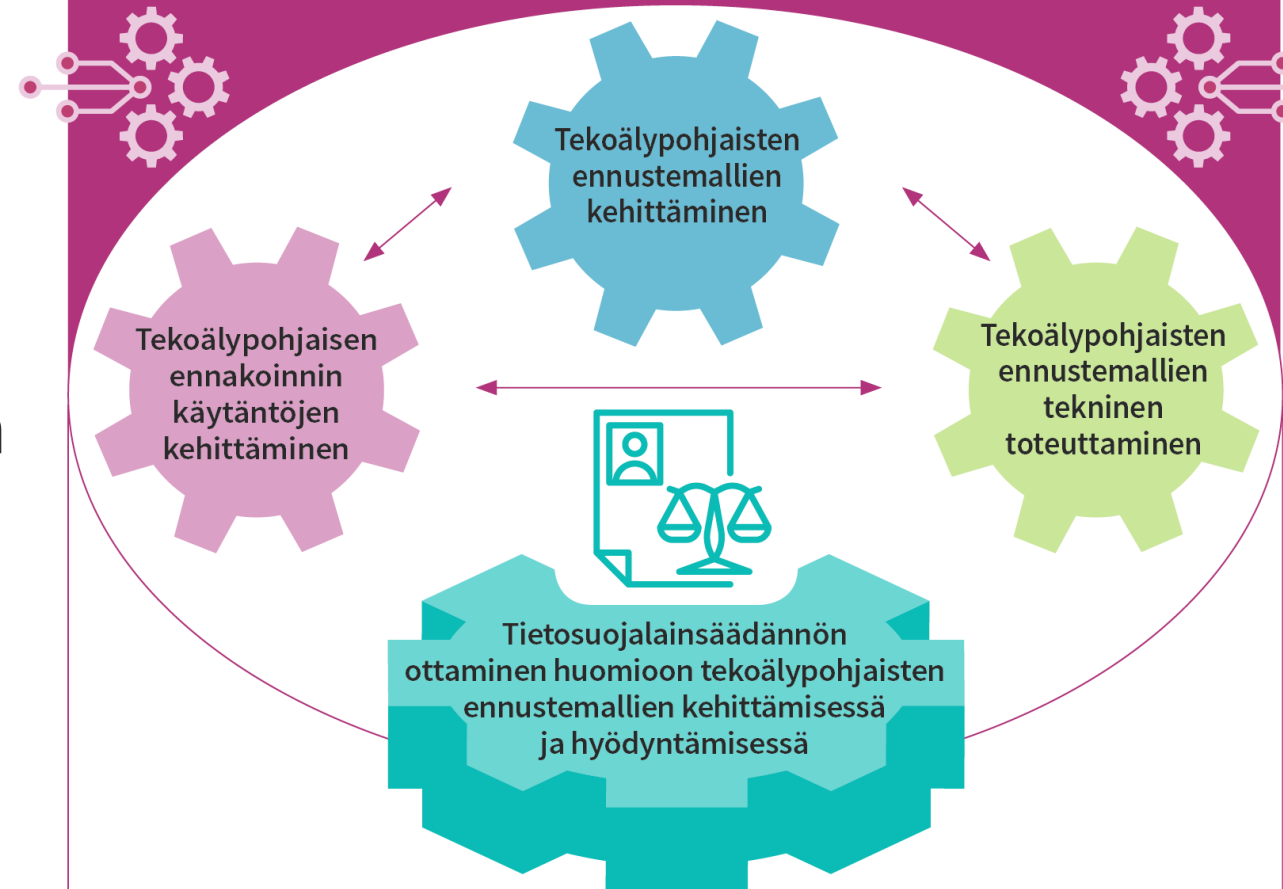 Tekoälypohjaisten
ennustemallien
kehittäminen
Tekoälypohjaisen
ennakoinnin
käytäntöjen
kehittäminen
Tekoälypohjaisten
ennustemallien
tekninen
toteuttaminen
Tietosuojalainsäädännön
ottaminen huomioon tekoälypohjaisten
ennustemallien kehittämisessä
ja hyödyntämisessä